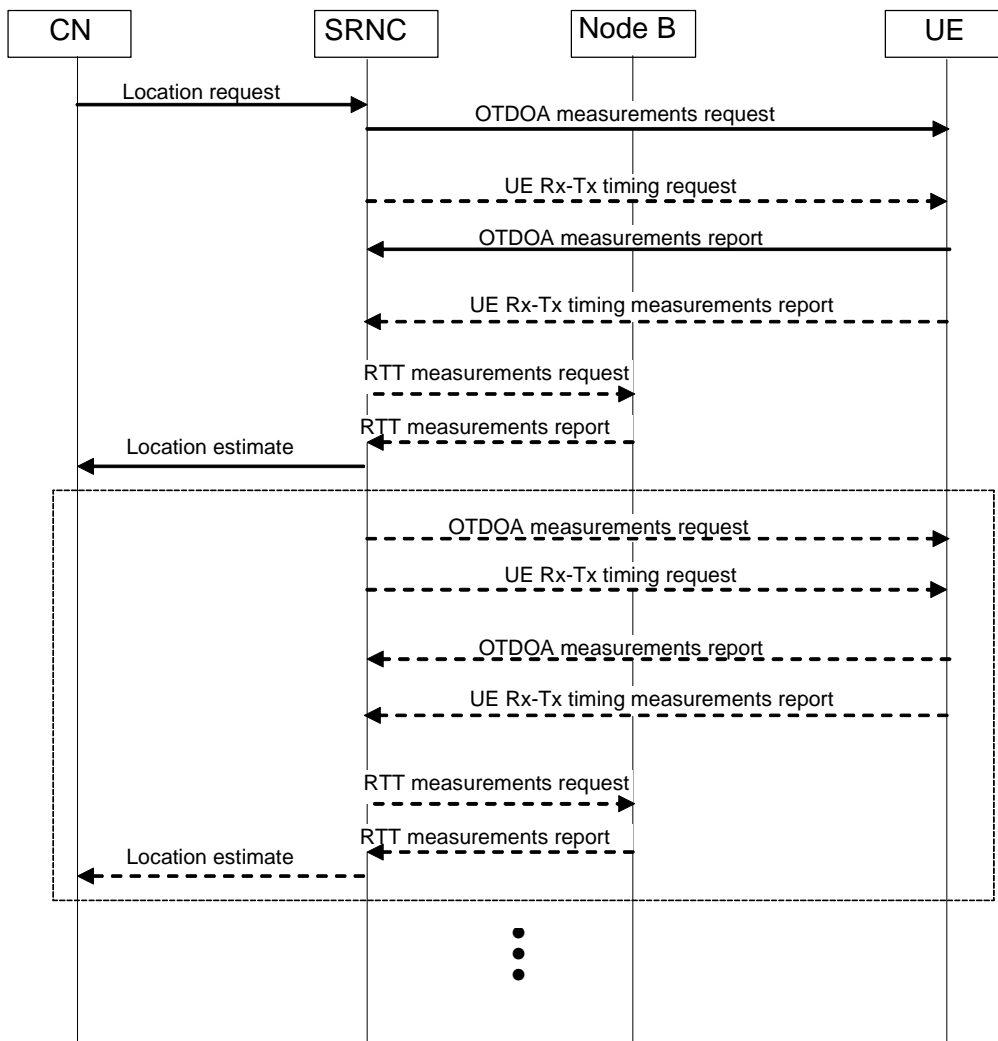 CN
SRNC
Node B
UE
Location request
OTDOA measurements request
UE Rx-Tx timing request
OTDOA measurements report
UE Rx-Tx timing measurements report
RTT measurements request
RTT measurements report
Location estimate
OTDOA measurements request
UE Rx-Tx timing request
OTDOA measurements report
UE Rx-Tx timing measurements report
RTT measurements request
RTT measurements report
Location estimate